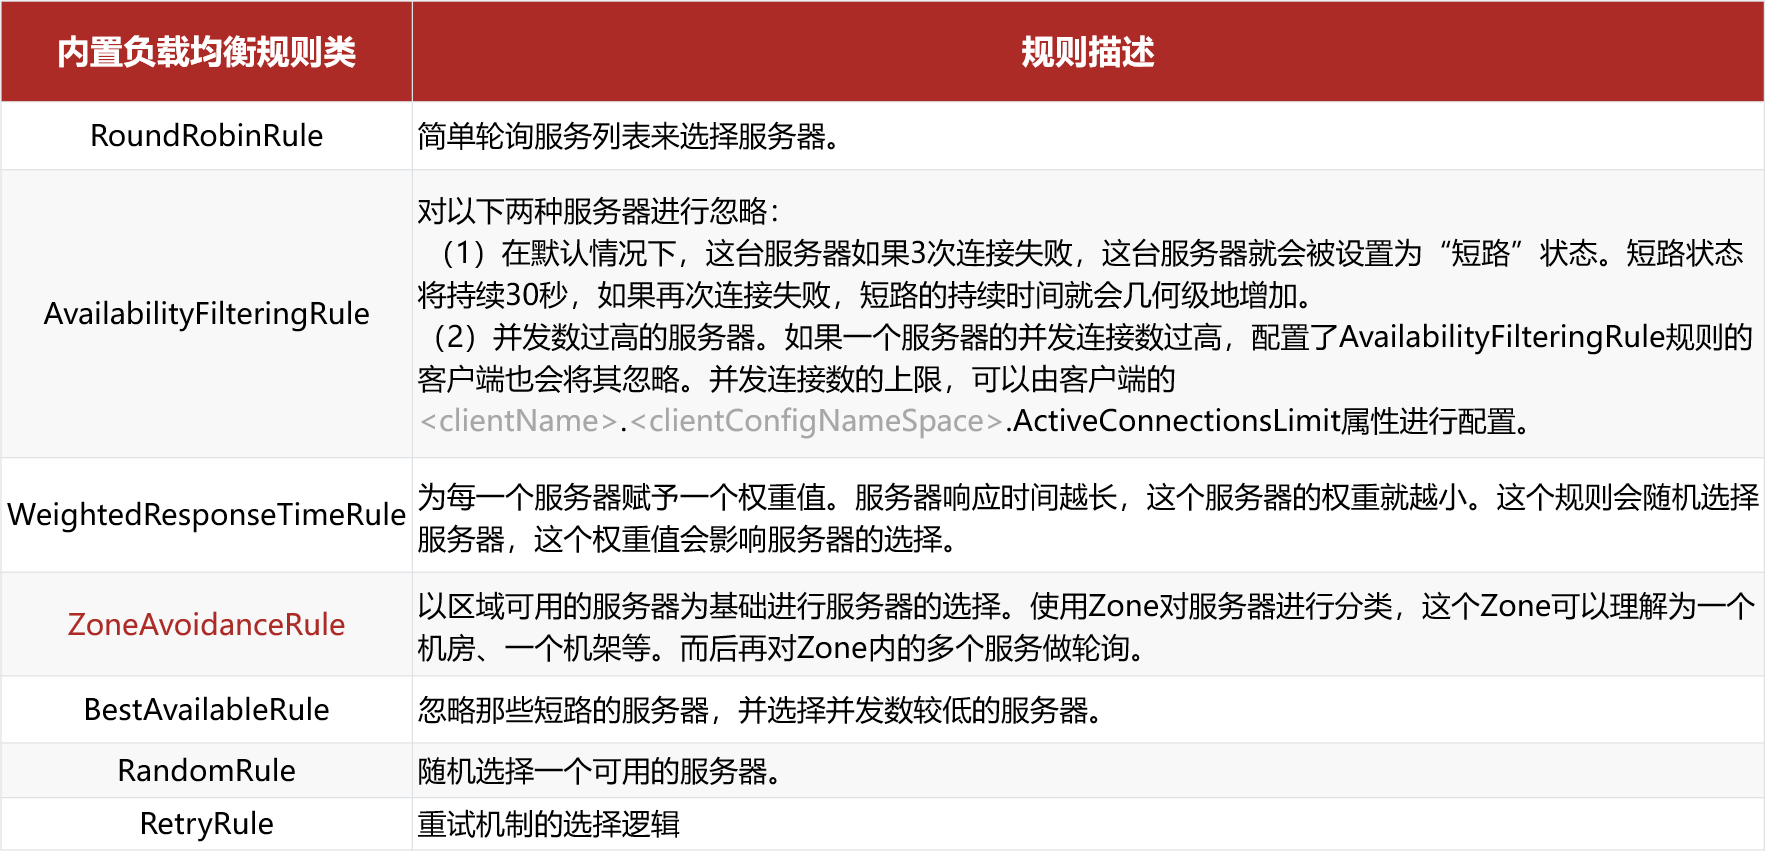 内置负载均衡规则类
规则描述
RoundRobinRule
简单轮询服务列表来选择服务器。
AvailabilityFilteringRule
对以下两种服务器进行忽略：
（1）在默认情况下，这台服务器如果3次连接失败，这台服务器就会被设置为“短路”状态。短路状态
将持续30秒，如果再次连接失败，短路的持续时间就会几何级地增加。
（2）并发数过高的服务器。如果一个服务器的并发连接数过高，配置了AvailabilityFilteringRule规则的
客户端也会将其忽略。并发连接数的上限，可以由客户端的
<clientName>.<clientConfigNameSpace>.ActiveConnectionsLimit属性进行配置。
WeightedResponseTimeRule
为每一个服务器赋予一个权重值。服务器响应时间越长，这个服务器的权重就越小。这个规则会随机选择
服务器，这个权重值会影响服务器的选择。
ZoneAvoidanceRule
以区域可用的服务器为基础进行服务器的选择。使用Zone对服务器进行分类，这个Zone可以理解为一个
机房、一个机架等。而后再对Zone内的多个服务做轮询。
BestAvailableRule
忽略那些短路的服务器，并选择并发数较低的服务器。
RandomRule
随机选择一个可用的服务器。
RetryRule
重试机制的选择逻辑